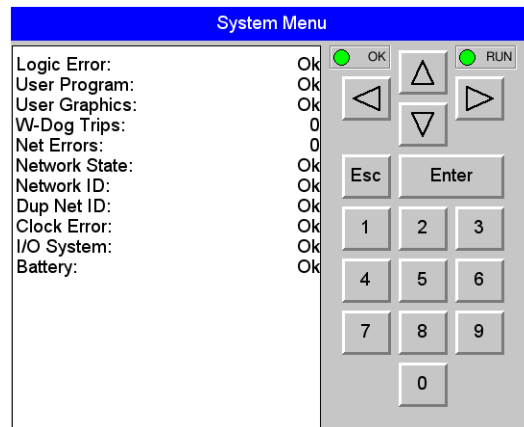 System Menu
Logic Error: Ok
User Program: Ok
User Graphics: Ok
W-Dog Trips: 0
Net Errors: 0
Network State: Ok
Network ID: Ok
Dup Net ID: Ok
Clock Error: Ok
I/O System: Ok
Battery: Ok
OK RUN
Esc Enter
1 2 3
4 5 6
7 8 9
0